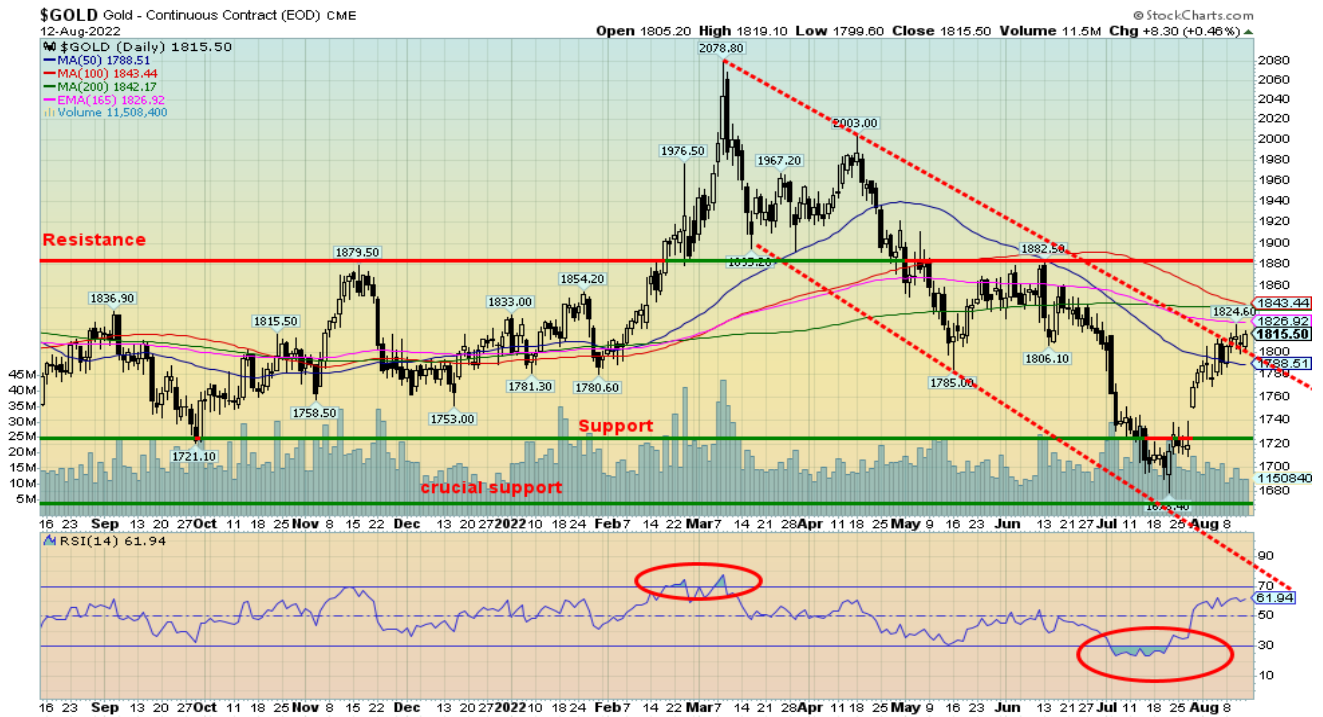 $GOLD Gold - Continuous Contract (EOD) CME
© StockCharts.com
12-Aug-2022
Open 1805.20 High 1819.10 Low 1799.60 Close 1815.50 Volume 11.5M Chg +8.30 (+0.46%)
$GOLD (Daily) 1815.50
MA(50) 1788.51
MA(100) 1843.44
MA(200) 1842.17
EMA(165) 1826.92
Volume 11,508,400
2078.80
2003.00
1976.50
1967.20
Resistance
1879.50
1895.20
1882.50
1854.20
1836.90
1833.00
1815.50
1824.60
1806.10
1785.00
1781.30
1780.60
1758.50
1753.00
Support
1721.10
crucial support
2080
2060
2040
2020
2000
1980
1960
1940
1920
1900
1880
1860
1843.44
1826.92
1815.50
1800
1788.51
1780
1760
1740
1720
1700
1150840
1680
45M
40M
35M
30M
25M
20M
15M
10M
5M
16 23 Sep 13 20 27 Oct 11 18 25 Nov 8 15 22 Dec 13 20 27 2022 10 18 24 Feb 7 14 22 Mar 7 14 21 Apr 11 18 25 May 9 16 23 Jun 13 21 27 Jul 11 18 25 Aug 8
RSI(14) 61.94
90
70
61.94
50
30
10
16 23 Sep 13 20 27 Oct 11 18 25 Nov 8 15 22 Dec 13 20 27 2022 10 18 24 Feb 7 14 22 Mar 7 14 21 Apr 11 18 25 May 9 16 23 Jun 13 21 27 Jul 11 18 25 Aug 8